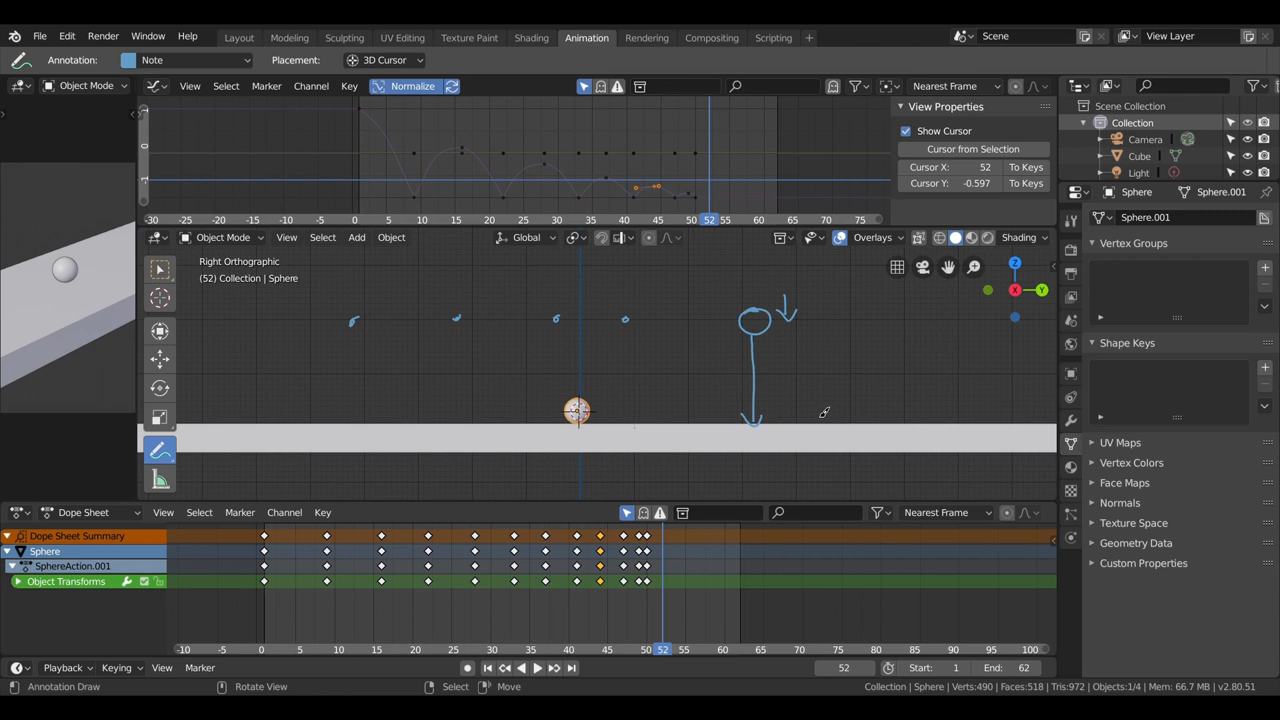 File Edit Render Window Help Layout Modeling Sculpting UV Editing Texture Paint Shading Animation Rendering Compositing Scripting + Scene View Layer
Annotation: Note Placement: 3D Cursor
Object Mode View Select Marker Channel Key Normalize Nearest Frame
View Properties
Show Cursor
Cursor from Selection
Cursor X: 52 To Keys
Cursor Y: -0.597 To Keys
1
0
-1
-30 -25 -20 -15 -10 -5 0 5 10 15 20 25 30 35 40 45 50 52 55 60 65 70 75
Object Mode View Select Add Object Global Overlays Shading
Right Orthographic
(52) Collection | Sphere
Z
X
Y
Dope Sheet View Select Marker Channel Key Nearest Frame
Dope Sheet Summary
Sphere
SphereAction.001
Object Transforms
-10 -5 0 5 10 15 20 25 30 35 40 45 50 52 55 60 65 70 75 80 85 90 95 100
Playback Keying View Marker 52 Start: 1 End: 62
Annotation Draw Rotate View Select Move Collection | Sphere | Verts:490 | Faces:518 | Tris:972 | Objects:1/4 | Mem: 66.7 MB | v2.80.51
Scene Collection
Collection
Camera
Cube
Light
Sphere Sphere.001
Sphere.001
Vertex Groups
Shape Keys
UV Maps
Vertex Colors
Face Maps
Normals
Texture Space
Geometry Data
Custom Properties